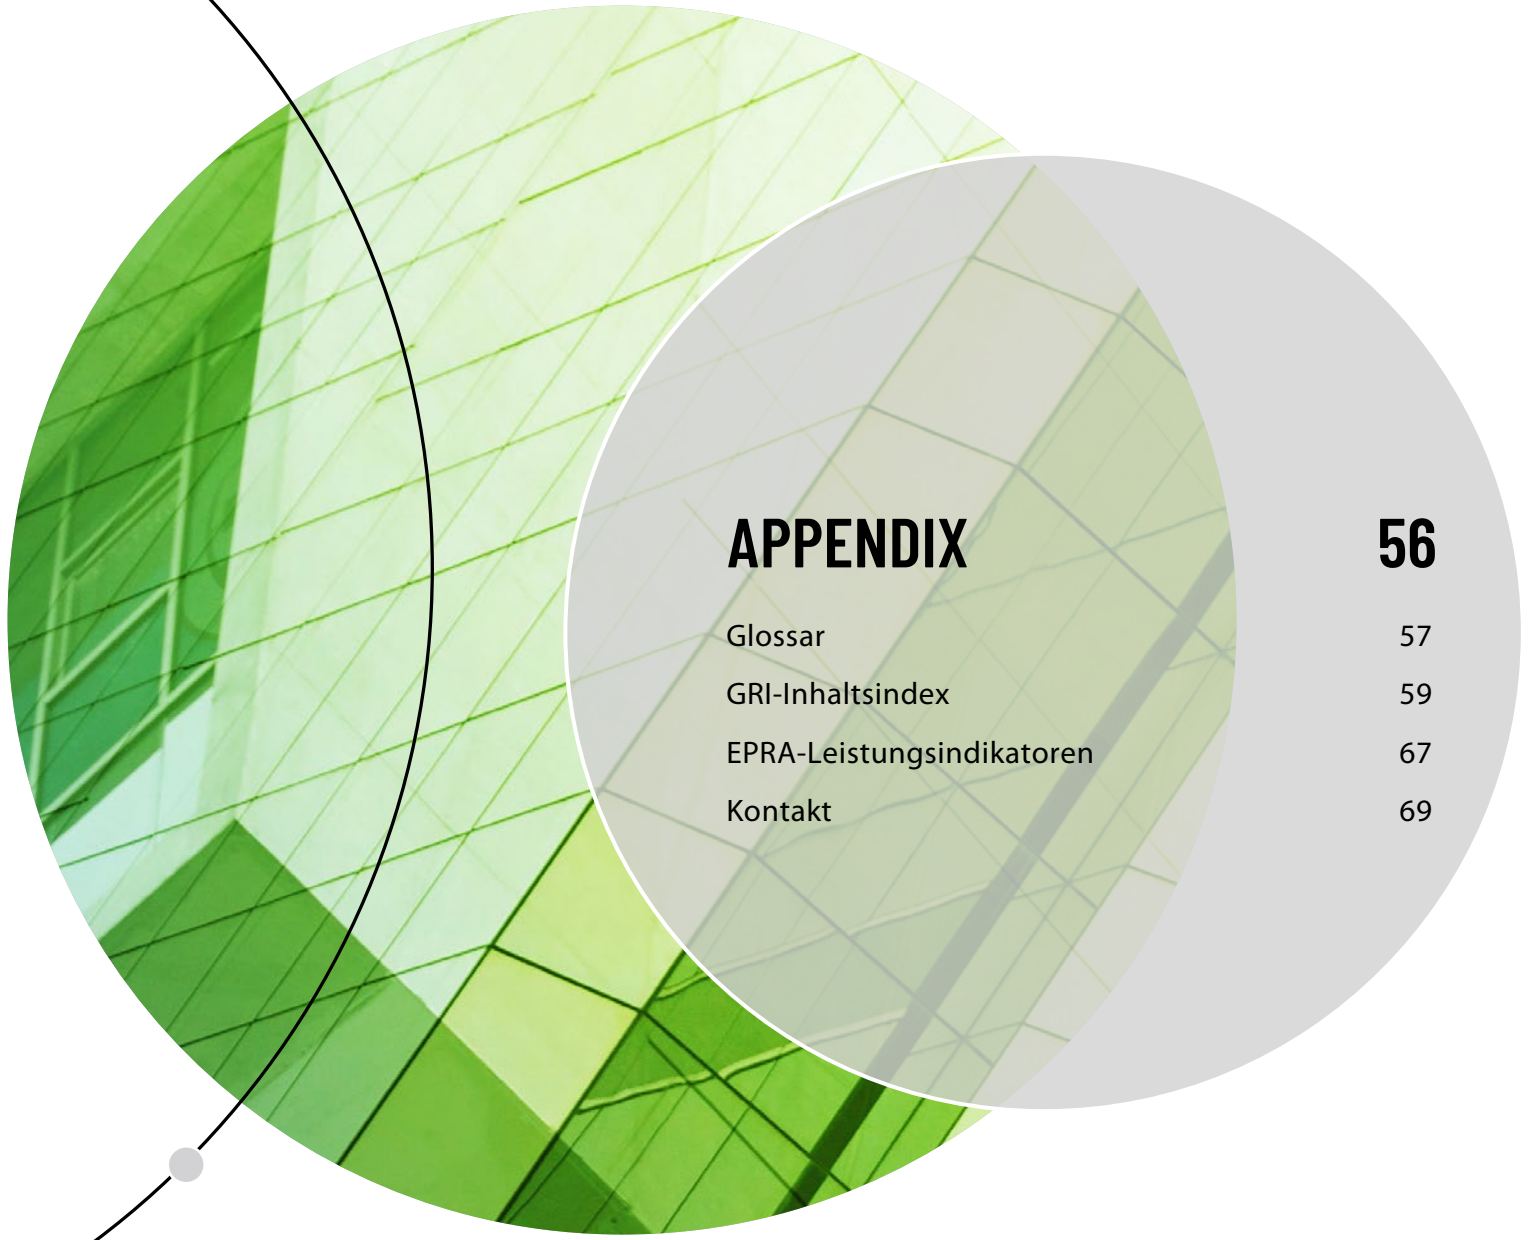 APPENDIX 56
Glossar 57
GRI-Inhaltsindex 59
EPRA-Leistungsindikatoren 67
Kontakt 69